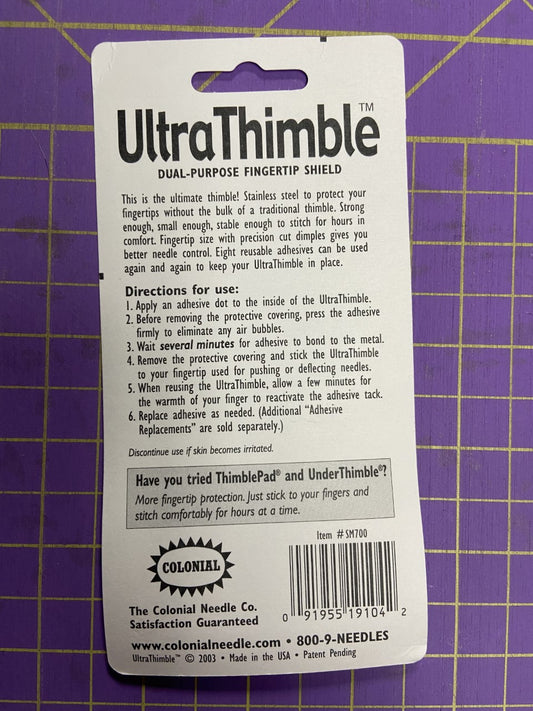 UltraThimble™
DUAL-PURPOSE FINGERTIP SHIELD
This is the ultimate thimble! Stainless steel to protect your
fingertips without the bulk of a traditional thimble. Strong
enough, small enough, stable enough to stitch for hours in
comfort. Fingertip size with precision cut dimples gives you
better needle control. Eight reusable adhesives can be used
again and again to keep your UltraThimble in place.
Directions for use:
1. Apply an adhesive dot to the inside of the UltraThimble.
2. Before removing the protective covering, press the adhesive
firmly to eliminate any air bubbles.
3. Wait several minutes for adhesive to bond to the metal.
4. Remove the protective covering and stick the UltraThimble
to your fingertip used for pushing or deflecting needles.
5. When reusing the UltraThimble, allow a few minutes for
the warmth of your finger to reactivate the adhesive tack.
6. Replace adhesive as needed. (Additional “Adhesive
Replacements” are sold separately.)
Discontinue use if skin becomes irritated.
Have you tried ThimblePad® and UnderThimble®?
More fingertip protection. Just stick to your fingers and
stitch comfortably for hours at a time.
Item #SM700
COLONIAL
The Colonial Needle Co.
Satisfaction Guaranteed
0 91955 19104 2
www.colonialneedle.com • 800-9-NEEDLES
UltraThimble™ © 2003 • Made in the USA • Patent Pending